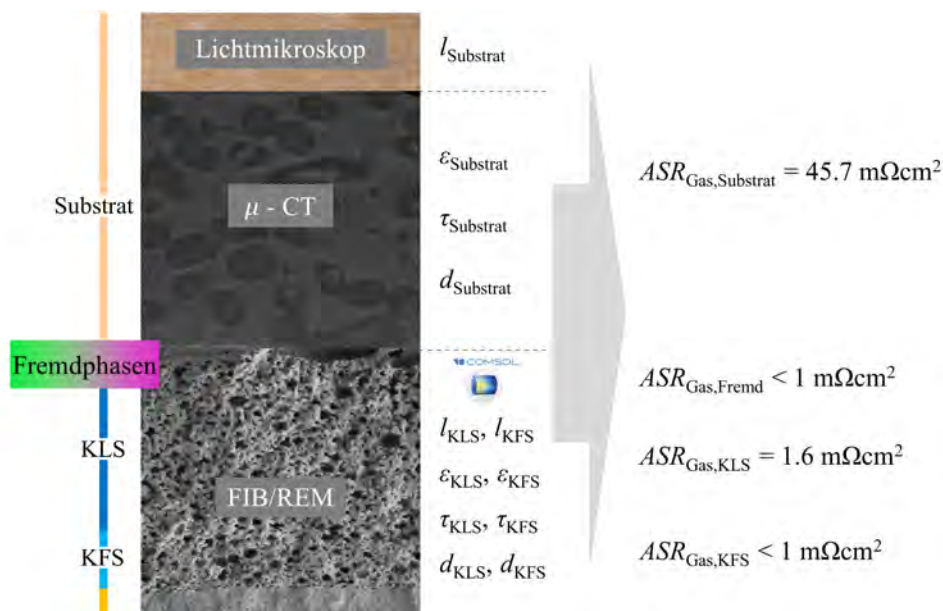 Lichtmikroskop
l_Substrat
ε_Substrat
ASR_Gas,Substrat = 45.7 mΩcm²
Substrat
μ - CT
τ_Substrat
d_Substrat
Fremdphasen
COMSOL
ASR_Gas,Fremd < 1 mΩcm²
l_KLS, l_KFS
KLS
ASR_Gas,KLS = 1.6 mΩcm²
ε_KLS, ε_KFS
FIB/REM
τ_KLS, τ_KFS
KFS
ASR_Gas,KFS < 1 mΩcm²
d_KLS, d_KFS